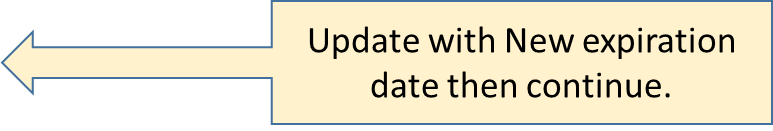 Update with New expiration
date then continue.